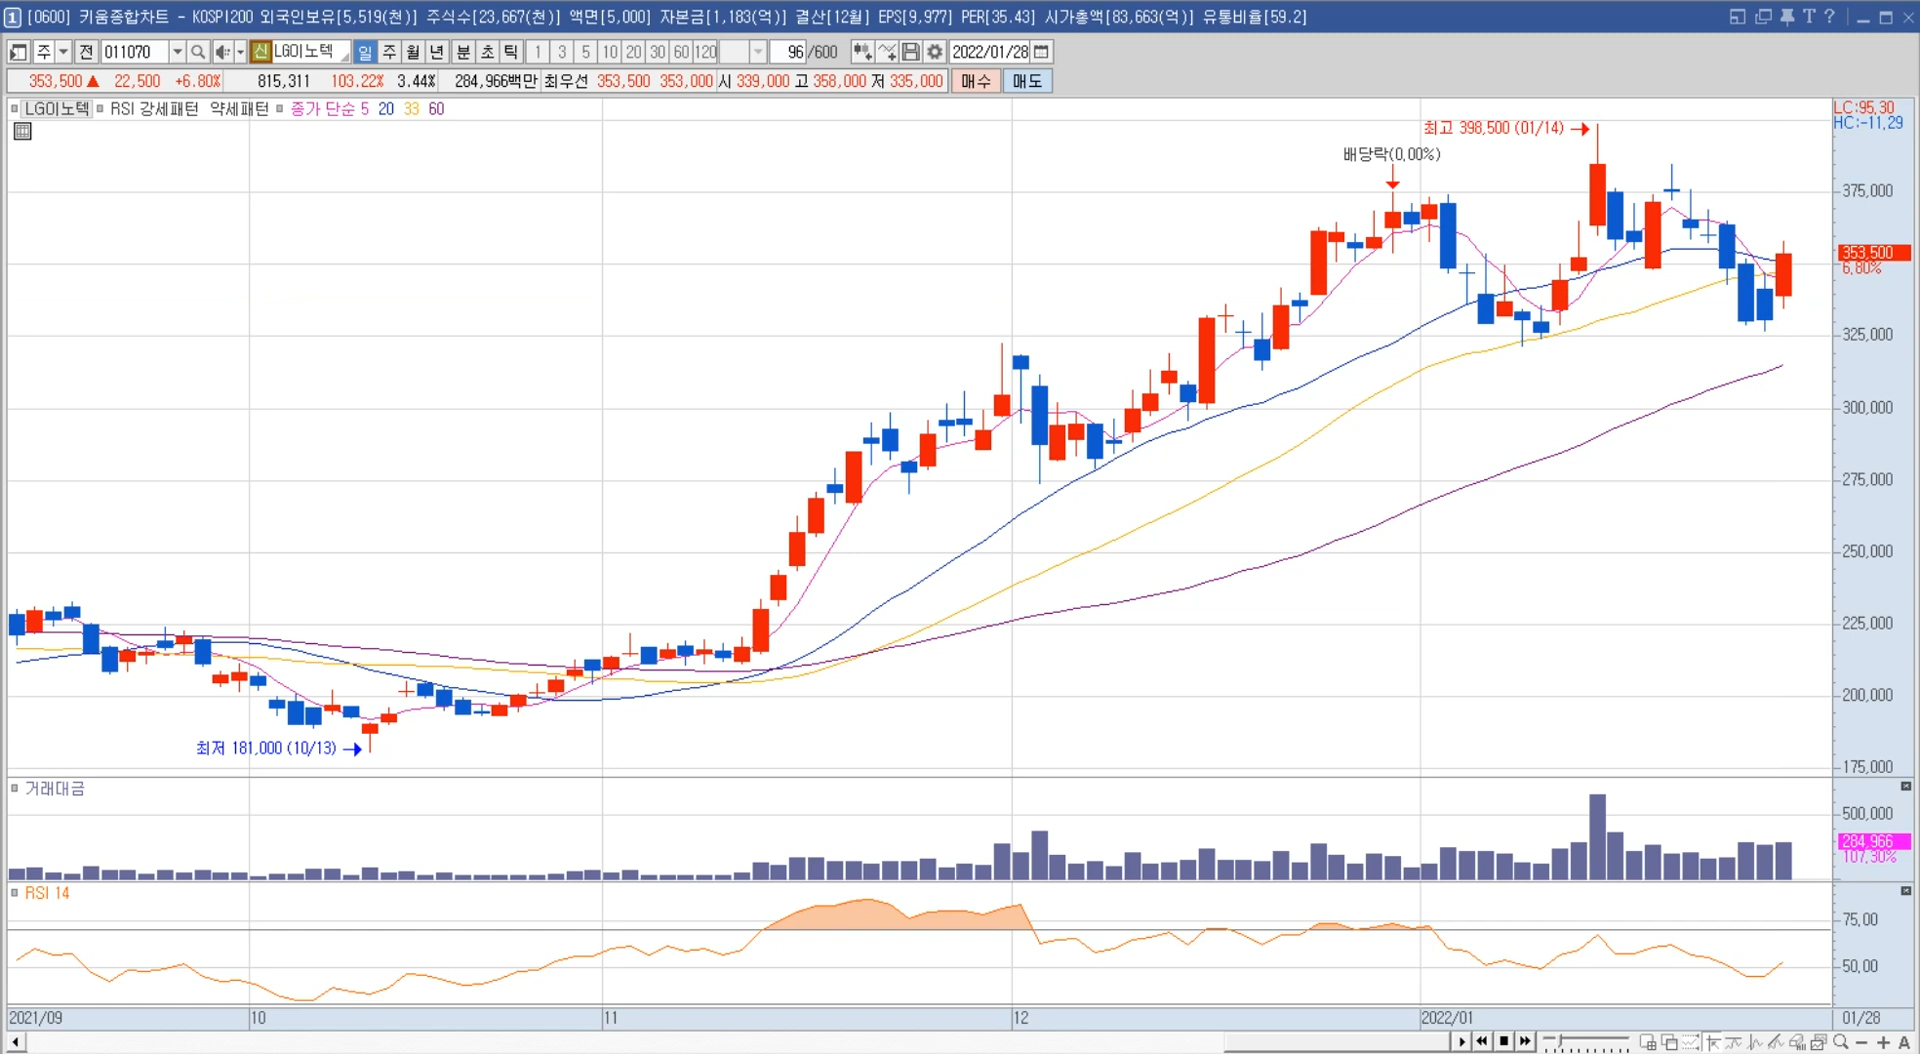 1 [0600] 키움종합차트 - KOSPI200 외국인보유[5,519(천)] 주식수[23,667(천)] 액면[5,000] 자본금[1,183(억)] 결산[12월] EPS[9,977] PER[35.43] 시가총액[83,663(억)] 유통비율[59.2] T ?
주 전 011070 신 LG이노텍 일 주 월 년 분 초 틱 1 3 5 10 20 30 60 120 96 /600 2022/01/28
353,500 ▲ 22,500 +6.80% 815,311 103.22% 3.44% 284,966백만 최우선 353,500 353,000 시 339,000 고 358,000 저 335,000 매수 매도
LG이노텍 RSI 강세패턴 약세패턴 종가 단순 5 20 33 60
LC:95.30
HC:-11.29
최고 398,500 (01/14)
배당락(0.00%)
375,000
353,500
6.80%
325,000
300,000
275,000
250,000
225,000
200,000
최저 181,000 (10/13)
175,000
거래대금
500,000
284,966
107.30%
RSI 14
75.00
50.00
2021/09 10 11 12 2022/01 01/28
A